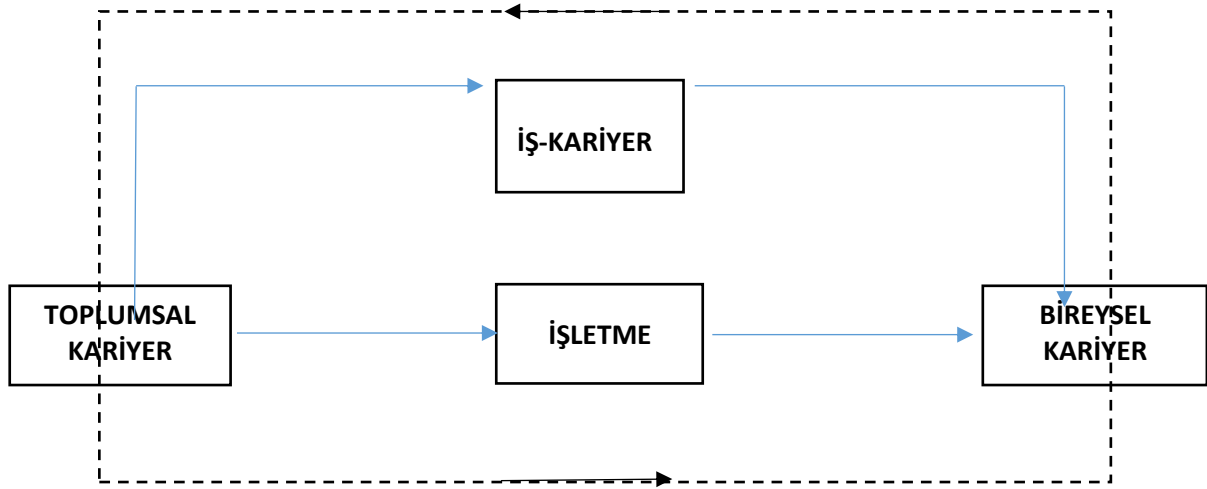 İŞ-KARİYER
TOPLUMSAL
KARİYER
İŞLETME
BİREYSEL
KARİYER